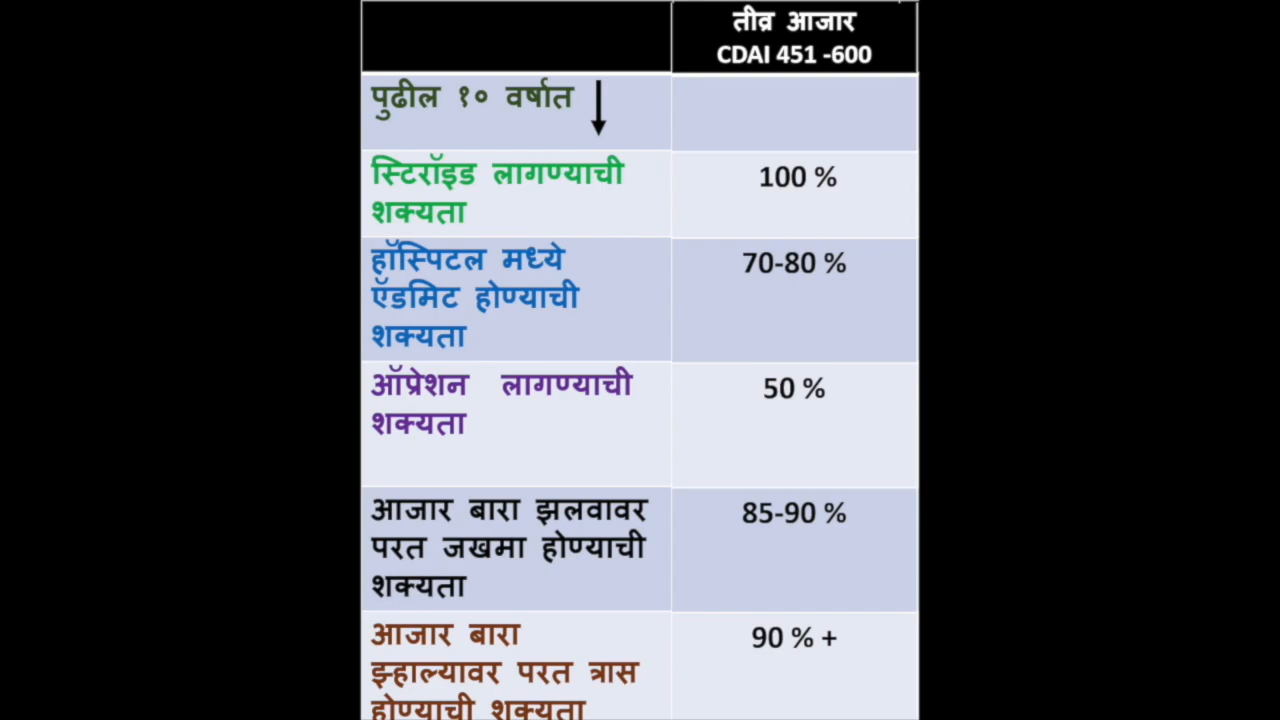 तीव्र आजार
CDAI 451 -600
पुढील १० वर्षात
स्टिरॉइड लागण्याची
शक्यता
100 %
हॉस्पिटल मध्ये
ऍडमिट होण्याची
शक्यता
70-80 %
ऑप्रेशन लागण्याची
शक्यता
50 %
आजार बारा झलवावर
परत जखमा होण्याची
शक्यता
85-90 %
आजार बारा
झ्हाल्यावर परत त्रास
होण्याची शक्यता
90 % +